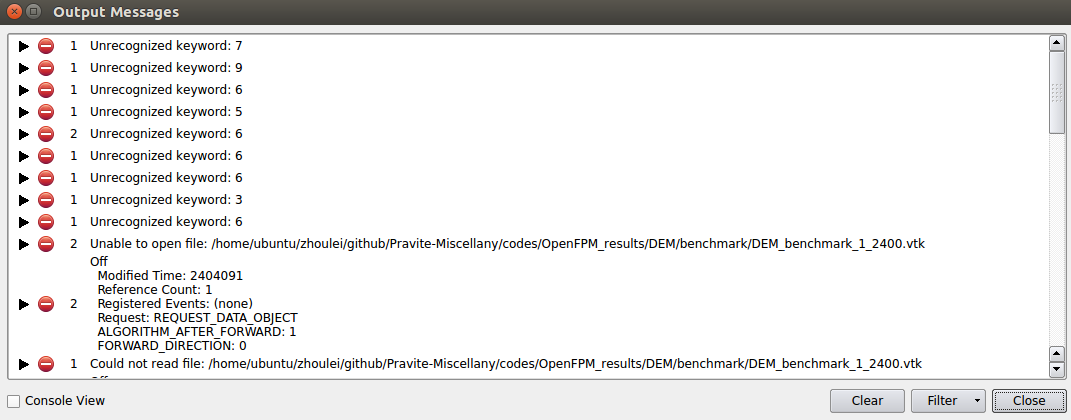 Output Messages
1 Unrecognized keyword: 7
1 Unrecognized keyword: 9
1 Unrecognized keyword: 6
1 Unrecognized keyword: 5
2 Unrecognized keyword: 6
1 Unrecognized keyword: 6
1 Unrecognized keyword: 6
1 Unrecognized keyword: 3
1 Unrecognized keyword: 6
2 Unable to open file: /home/ubuntu/zhoulei/github/Pravite-Miscellany/codes/OpenFPM_results/DEM/benchmark/DEM_benchmark_1_2400.vtk
Off
Modified Time: 2404091
Reference Count: 1
2 Registered Events: (none)
Request: REQUEST_DATA_OBJECT
ALGORITHM_AFTER_FORWARD: 1
FORWARD_DIRECTION: 0
1 Could not read file: /home/ubuntu/zhoulei/github/Pravite-Miscellany/codes/OpenFPM_results/DEM/benchmark/DEM_benchmark_1_2400.vtk
Console View
Clear
Filter
Close